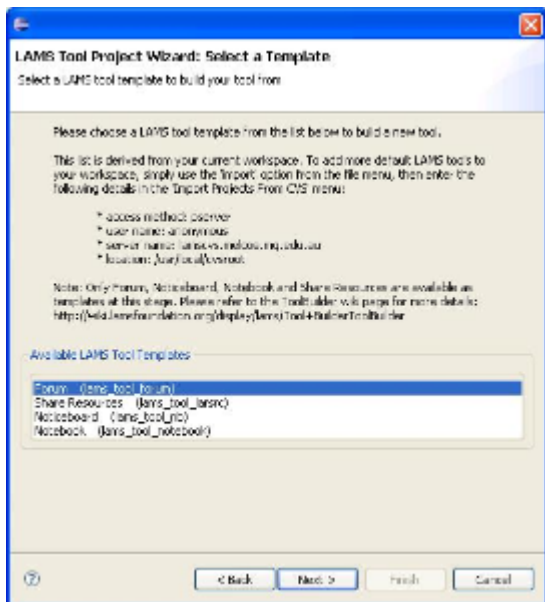 LAMS Tool Project Wizard: Select a Template
Select a LAMS tool template to build your tool from
Please choose a LAMS tool template from the list below to build a new tool.
This list is derived from your current workspace. To add more default LAMS tools to
your workspace, simply use the 'import' option from the file menu, then enter the
following details in the 'Import Projects From CVS' menu:
* access method: pserver
* user name: anonymous
* server name: lamscvs.melcoe.mq.edu.au
* location: /usr/local/cvsroot
Note: Only Forum, Noticeboard, Notebook and Share Resources are available as
templates at this stage. Please refer to the ToolBuilder wiki page for more details:
http://wiki.lamsfoundation.org/display/lams/Tool+BuilderToolBuilder
Available LAMS Tool Templates
Forum (lams_tool_forum)
Share Resources (lams_tool_larsrc)
Noticeboard (lams_tool_nb)
Notebook (lams_tool_notebook)
< Back Next > Finish Cancel